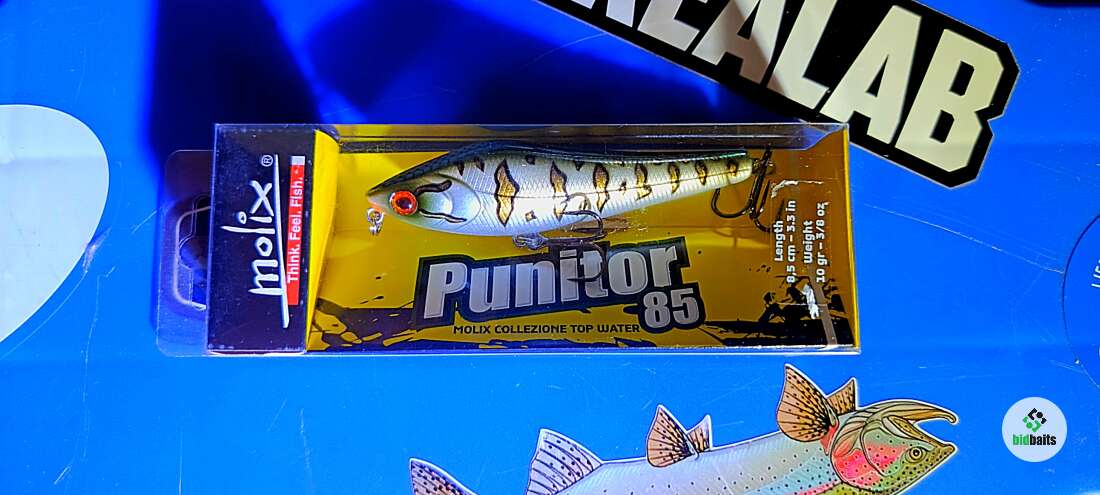 REALAB
molix®
Think. Feel. Fish.
Punitor
85
MOLIX COLLEZIONE TOP WATER
Length
8.5 cm – 3.3 in
Weight
10 gr – 3/8 oz
bidbaits